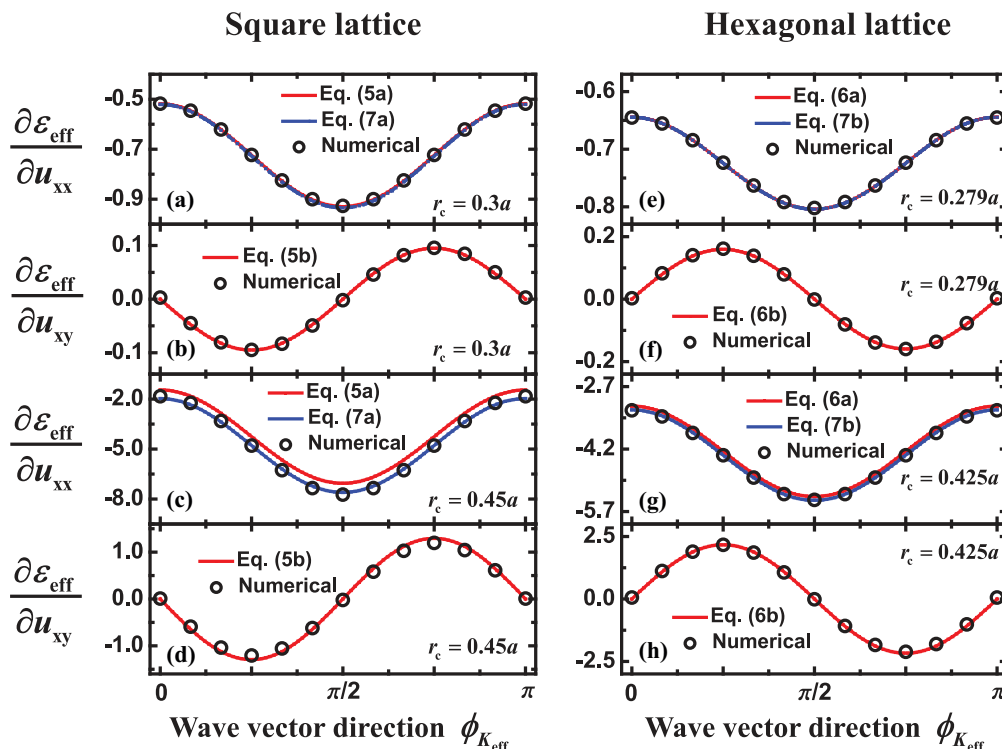 Square lattice
Hexagonal lattice
∂ε_eff / ∂u_xx
-0.5
-0.7
-0.9
Eq. (5a)
Eq. (7a)
Numerical
(a)
r_c = 0.3a
-0.6
-0.7
-0.8
Eq. (6a)
Eq. (7b)
Numerical
(e)
r_c = 0.279a
∂ε_eff / ∂u_xy
0.1
0.0
-0.1
Eq. (5b)
Numerical
(b)
r_c = 0.3a
0.2
0.0
-0.2
r_c = 0.279a
Eq. (6b)
Numerical
(f)
∂ε_eff / ∂u_xx
-2.0
-5.0
-8.0
Eq. (5a)
Eq. (7a)
Numerical
(c)
r_c = 0.45a
-2.7
-4.2
-5.7
Eq. (6a)
Eq. (7b)
Numerical
(g)
r_c = 0.425a
∂ε_eff / ∂u_xy
1.0
0.0
-1.0
Eq. (5b)
Numerical
(d)
r_c = 0.45a
2.5
0.0
-2.5
r_c = 0.425a
Eq. (6b)
Numerical
(h)
0 π/2 π
0 π/2 π
Wave vector direction ϕ_K_eff
Wave vector direction ϕ_K_eff